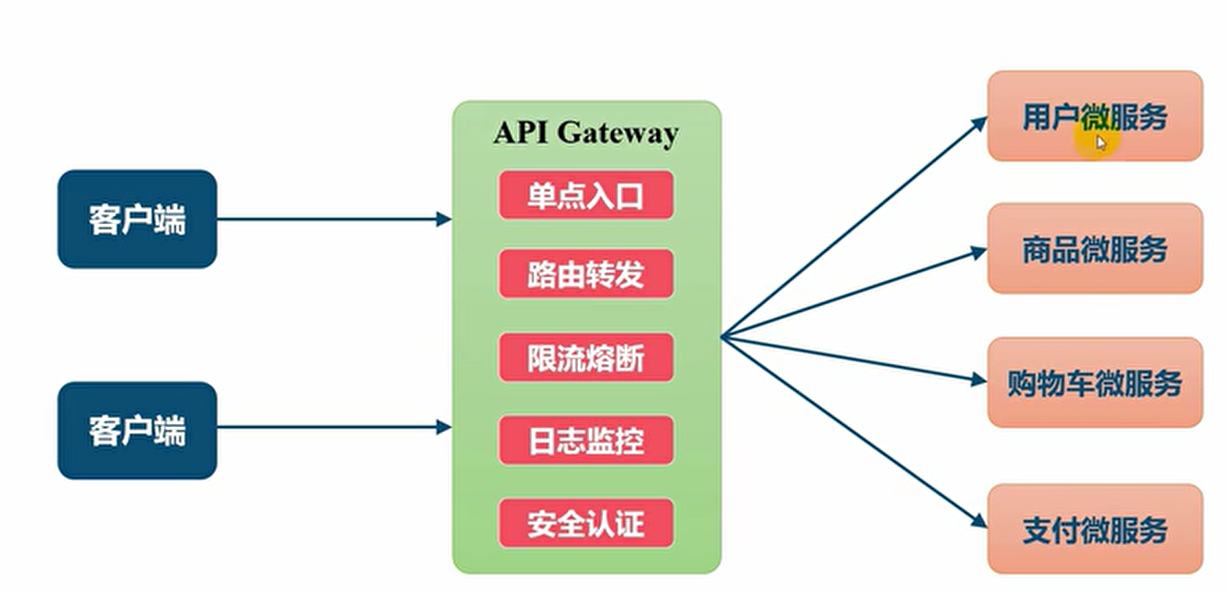 客户端
客户端
API Gateway
单点入口
路由转发
限流熔断
日志监控
安全认证
用户微服务
商品微服务
购物车微服务
支付微服务